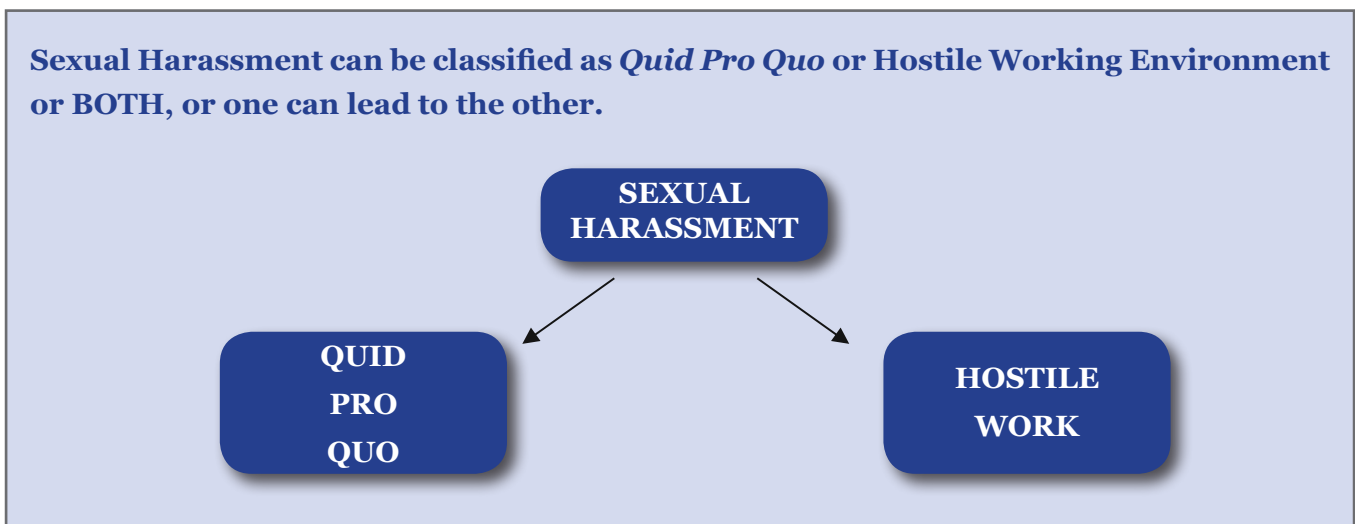 Sexual Harassment can be classified as Quid Pro Quo or Hostile Working Environment
or BOTH, or one can lead to the other.
SEXUAL
HARASSMENT
QUID
PRO
QUO
HOSTILE
WORK